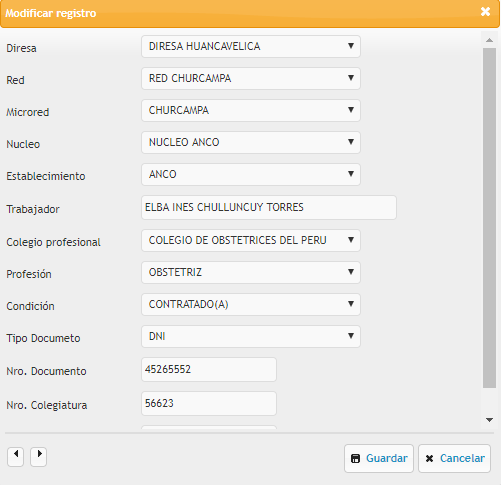 Modificar registro
Diresa DIRESA HUANCAVELICA
Red RED CHURCAMPA
Microred CHURCAMPA
Nucleo NUCLEO ANCO
Establecimiento ANCO
Trabajador ELBA INES CHULLUNCUY TORRES
Colegio profesional COLEGIO DE OBSTETRICES DEL PERU
Profesión OBSTETRIZ
Condición CONTRATADO(A)
Tipo Documeto DNI
Nro. Documento 45265552
Nro. Colegiatura 56623
Guardar Cancelar